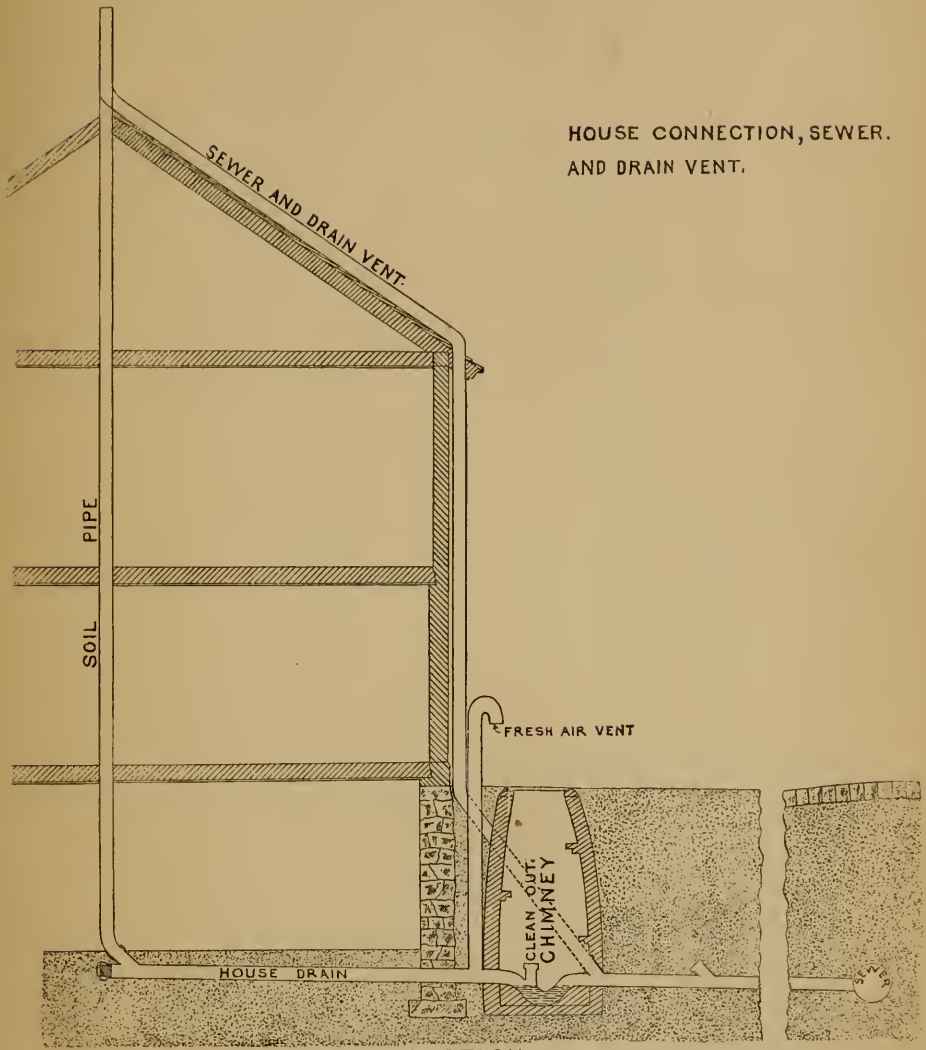 HOUSE CONNECTION, SEWER.
AND DRAIN VENT.
SEWER AND DRAIN VENT.
SOIL PIPE
FRESH AIR VENT
CLEAN OUT.
CHIMNEY
HOUSE DRAIN
SEWER